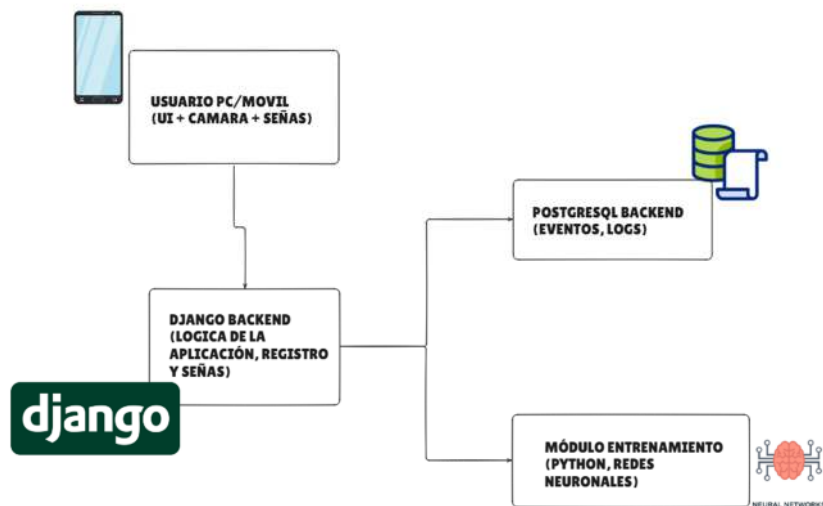 USUARIO PC/MOVIL
(UI + CAMARA + SEÑAS)
POSTGRESQL BACKEND
(EVENTOS, LOGS)
DJANGO BACKEND
(LOGICA DE LA
APLICACIÓN, REGISTRO
Y SEÑAS)
django
MÓDULO ENTRENAMIENTO
(PYTHON, REDES
NEURONALES)
NEURAL NETWORKS